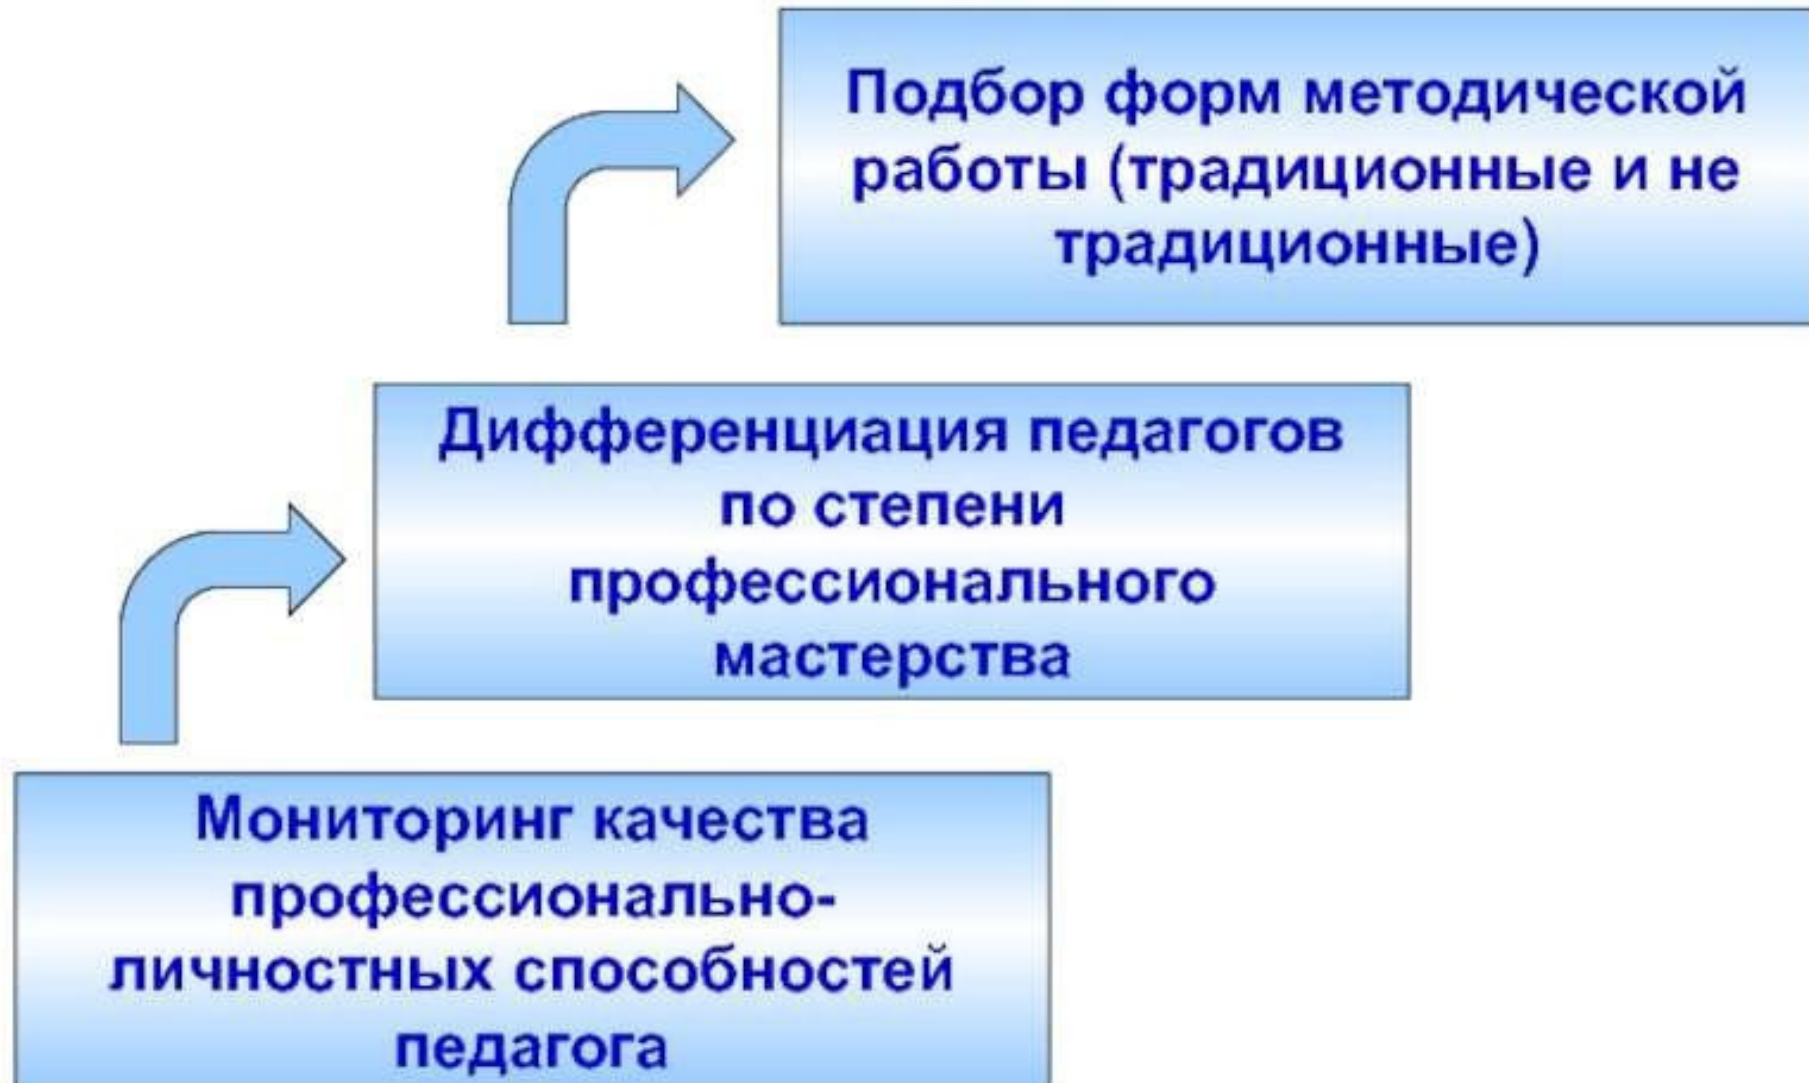 Подбор форм методической
работы (традиционные и не
традиционные)
Дифференциация педагогов
по степени
профессионального
мастерства
Мониторинг качества
профессионально-
личностных способностей
педагога